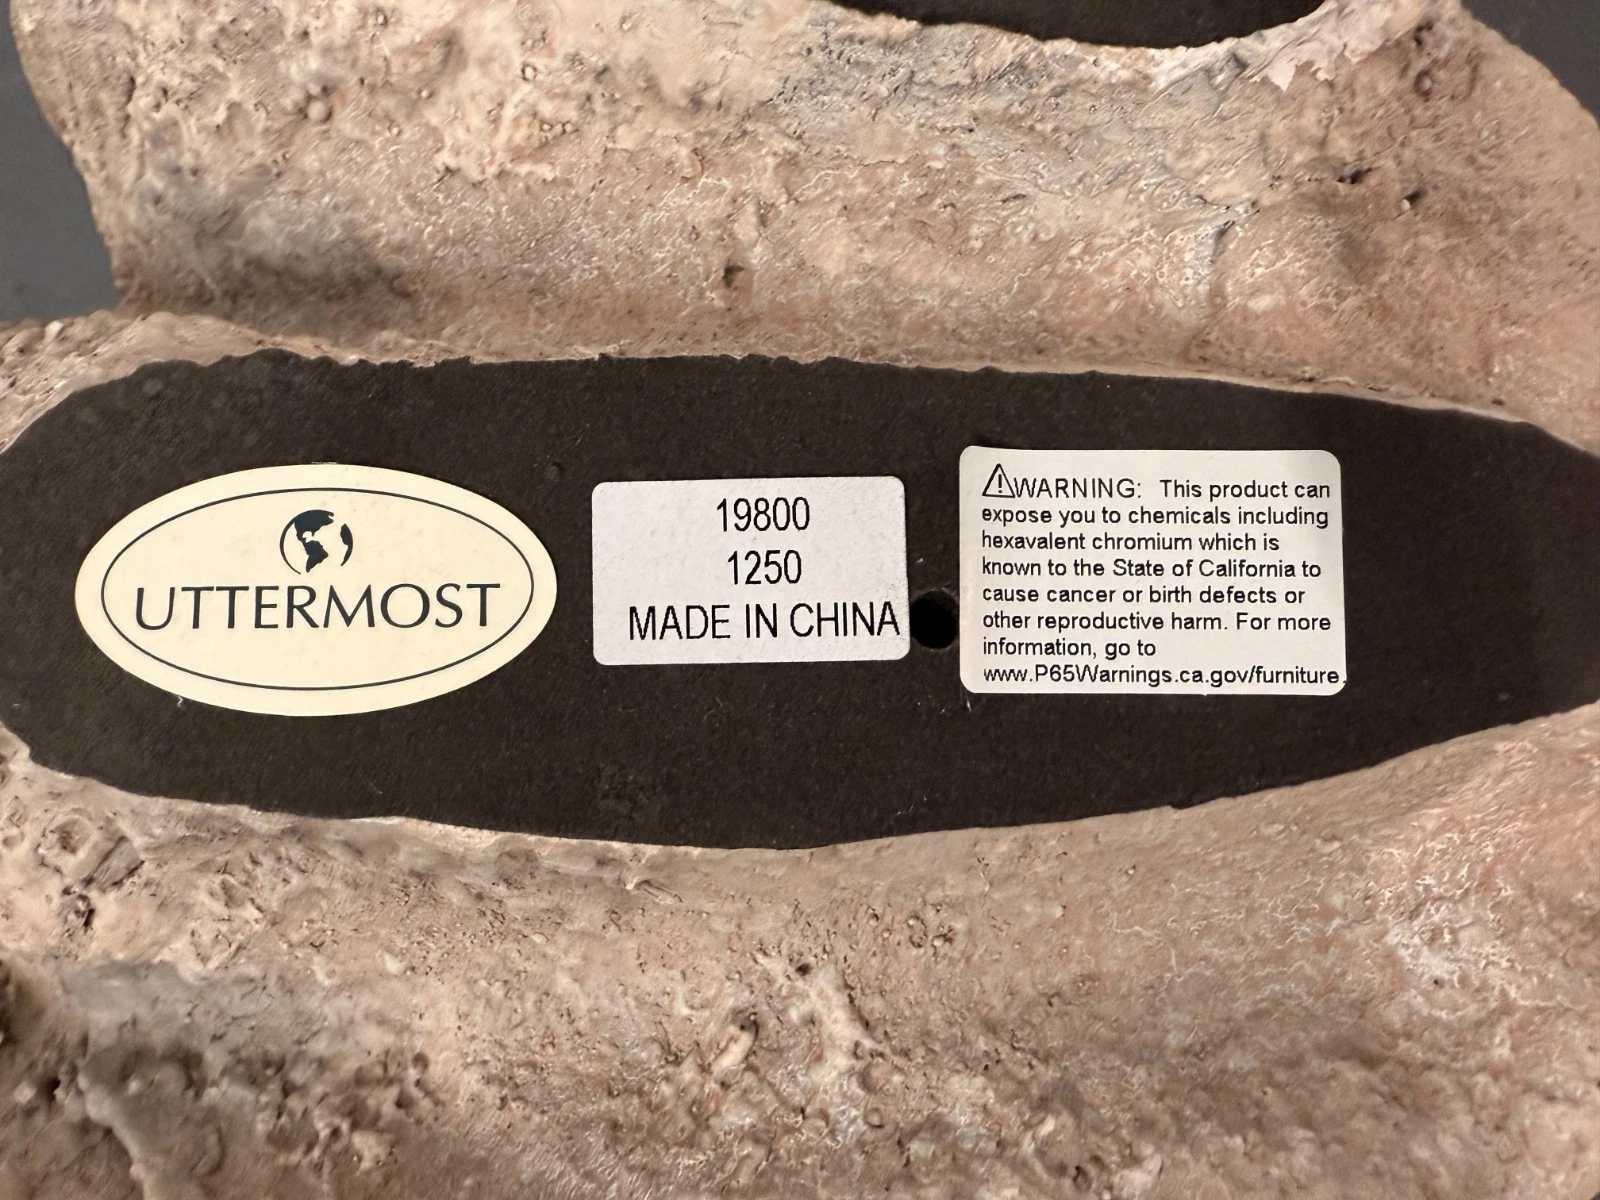 UTTERMOST
19800
1250
MADE IN CHINA
⚠WARNING: This product can
expose you to chemicals including
hexavalent chromium which is
known to the State of California to
cause cancer or birth defects or
other reproductive harm. For more
information, go to
www.P65Warnings.ca.gov/furniture.